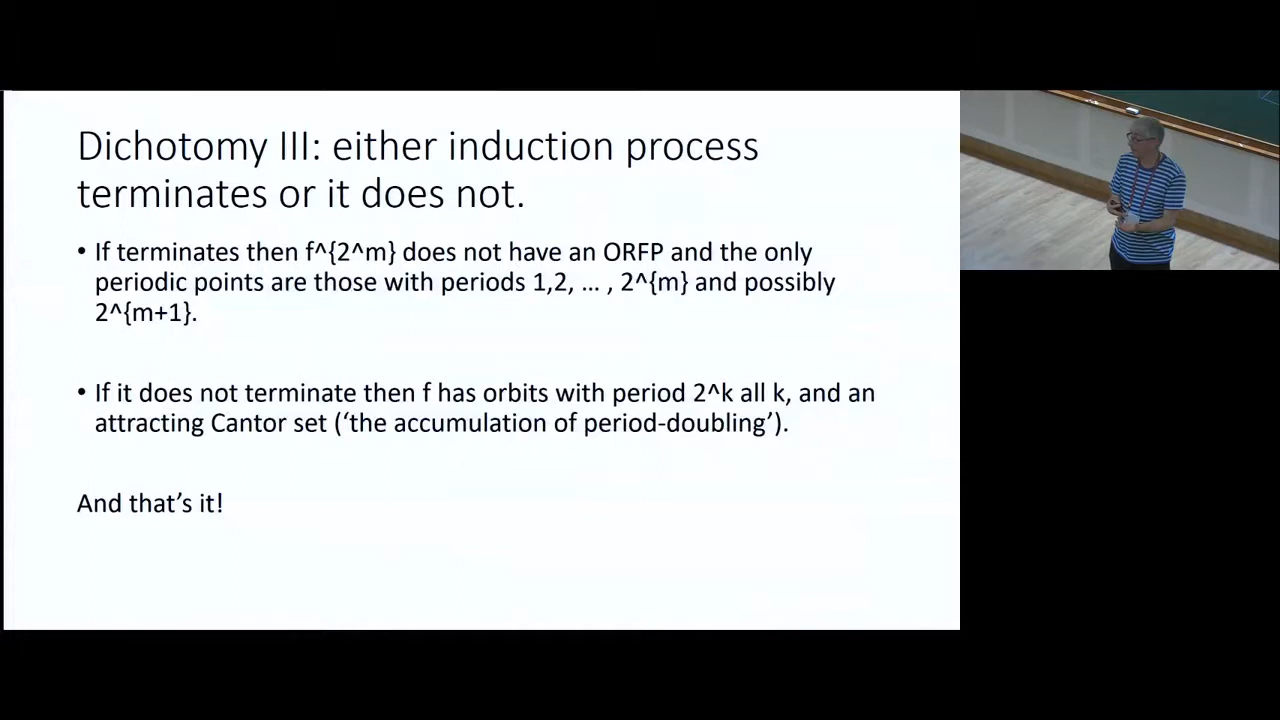 Dichotomy III: either induction process
terminates or it does not.
• If terminates then f^{2^m} does not have an ORFP and the only
periodic points are those with periods 1,2, … , 2^{m} and possibly
2^{m+1}.
• If it does not terminate then f has orbits with period 2^k all k, and an
attracting Cantor set (‘the accumulation of period-doubling’).
And that’s it!